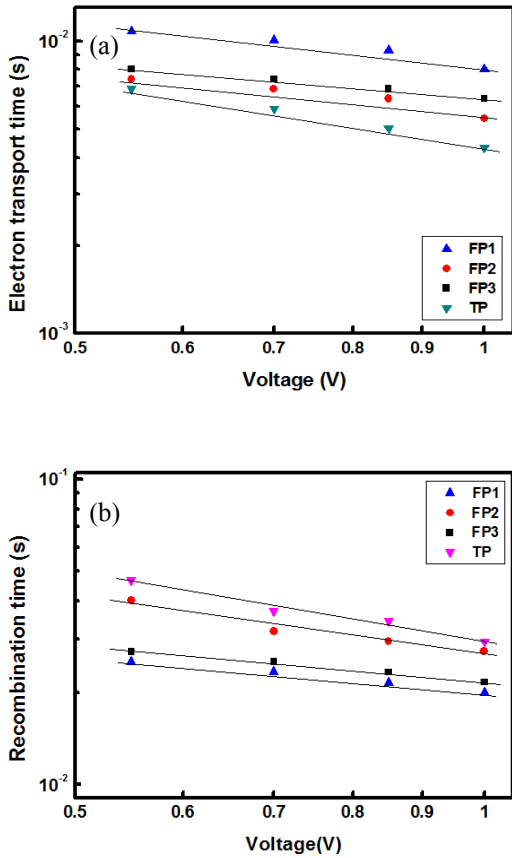 (a)
Electron transport time (s)
10-2
10-3
FP1
FP2
FP3
TP
0.5 0.6 0.7 0.8 0.9 1
Voltage (V)
(b)
Recombination time (s)
10-1
10-2
FP1
FP2
FP3
TP
0.5 0.6 0.7 0.8 0.9 1
Voltage(V)